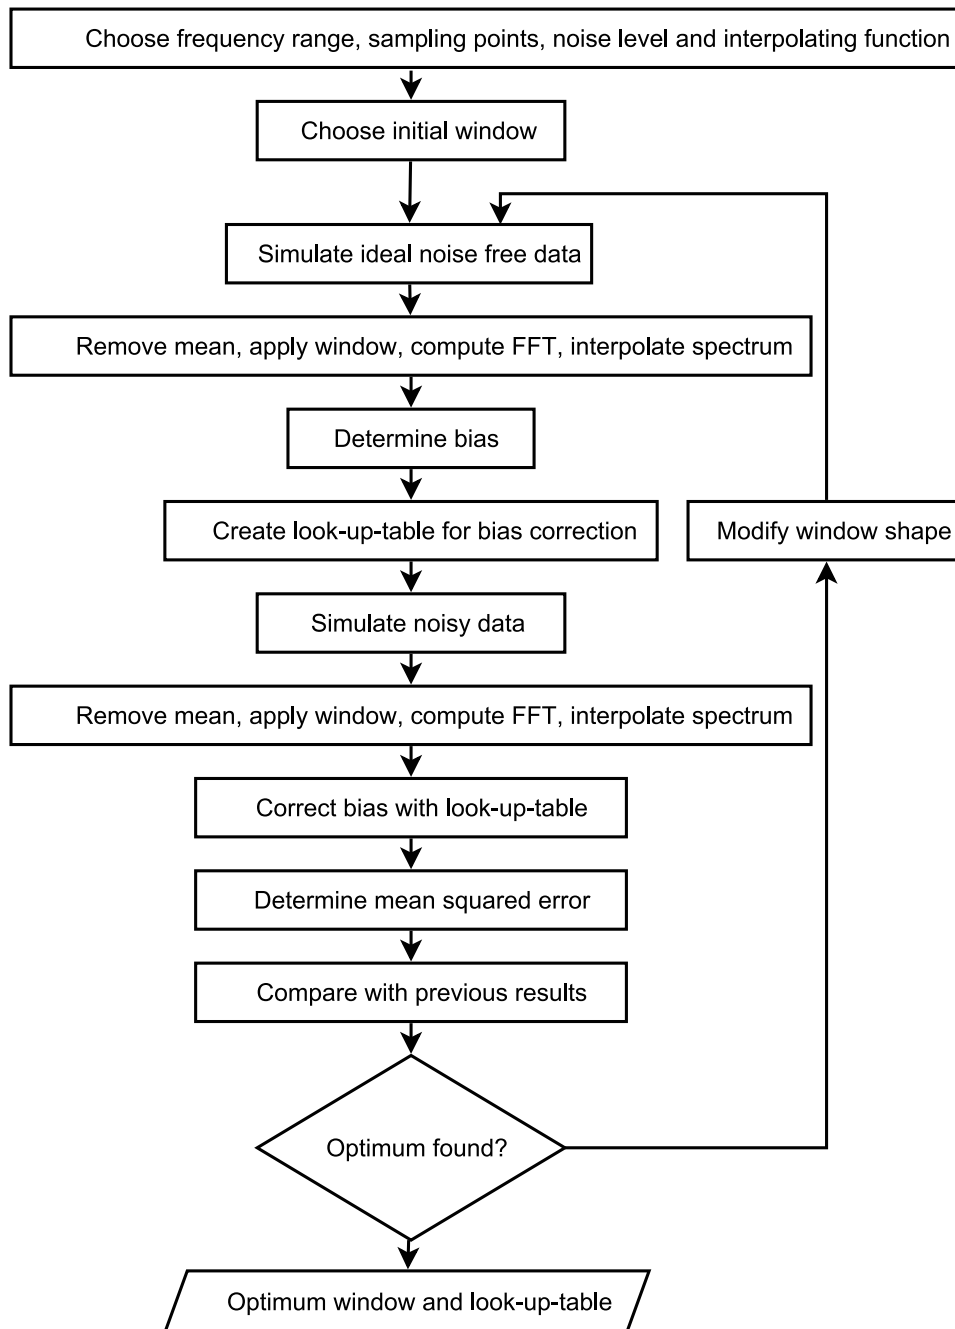 Choose frequency range, sampling points, noise level and interpolating function
Choose initial window
Simulate ideal noise free data
Remove mean, apply window, compute FFT, interpolate spectrum
Determine bias
Create look-up-table for bias correction
Modify window shape
Simulate noisy data
Remove mean, apply window, compute FFT, interpolate spectrum
Correct bias with look-up-table
Determine mean squared error
Compare with previous results
Optimum found?
Optimum window and look-up-table